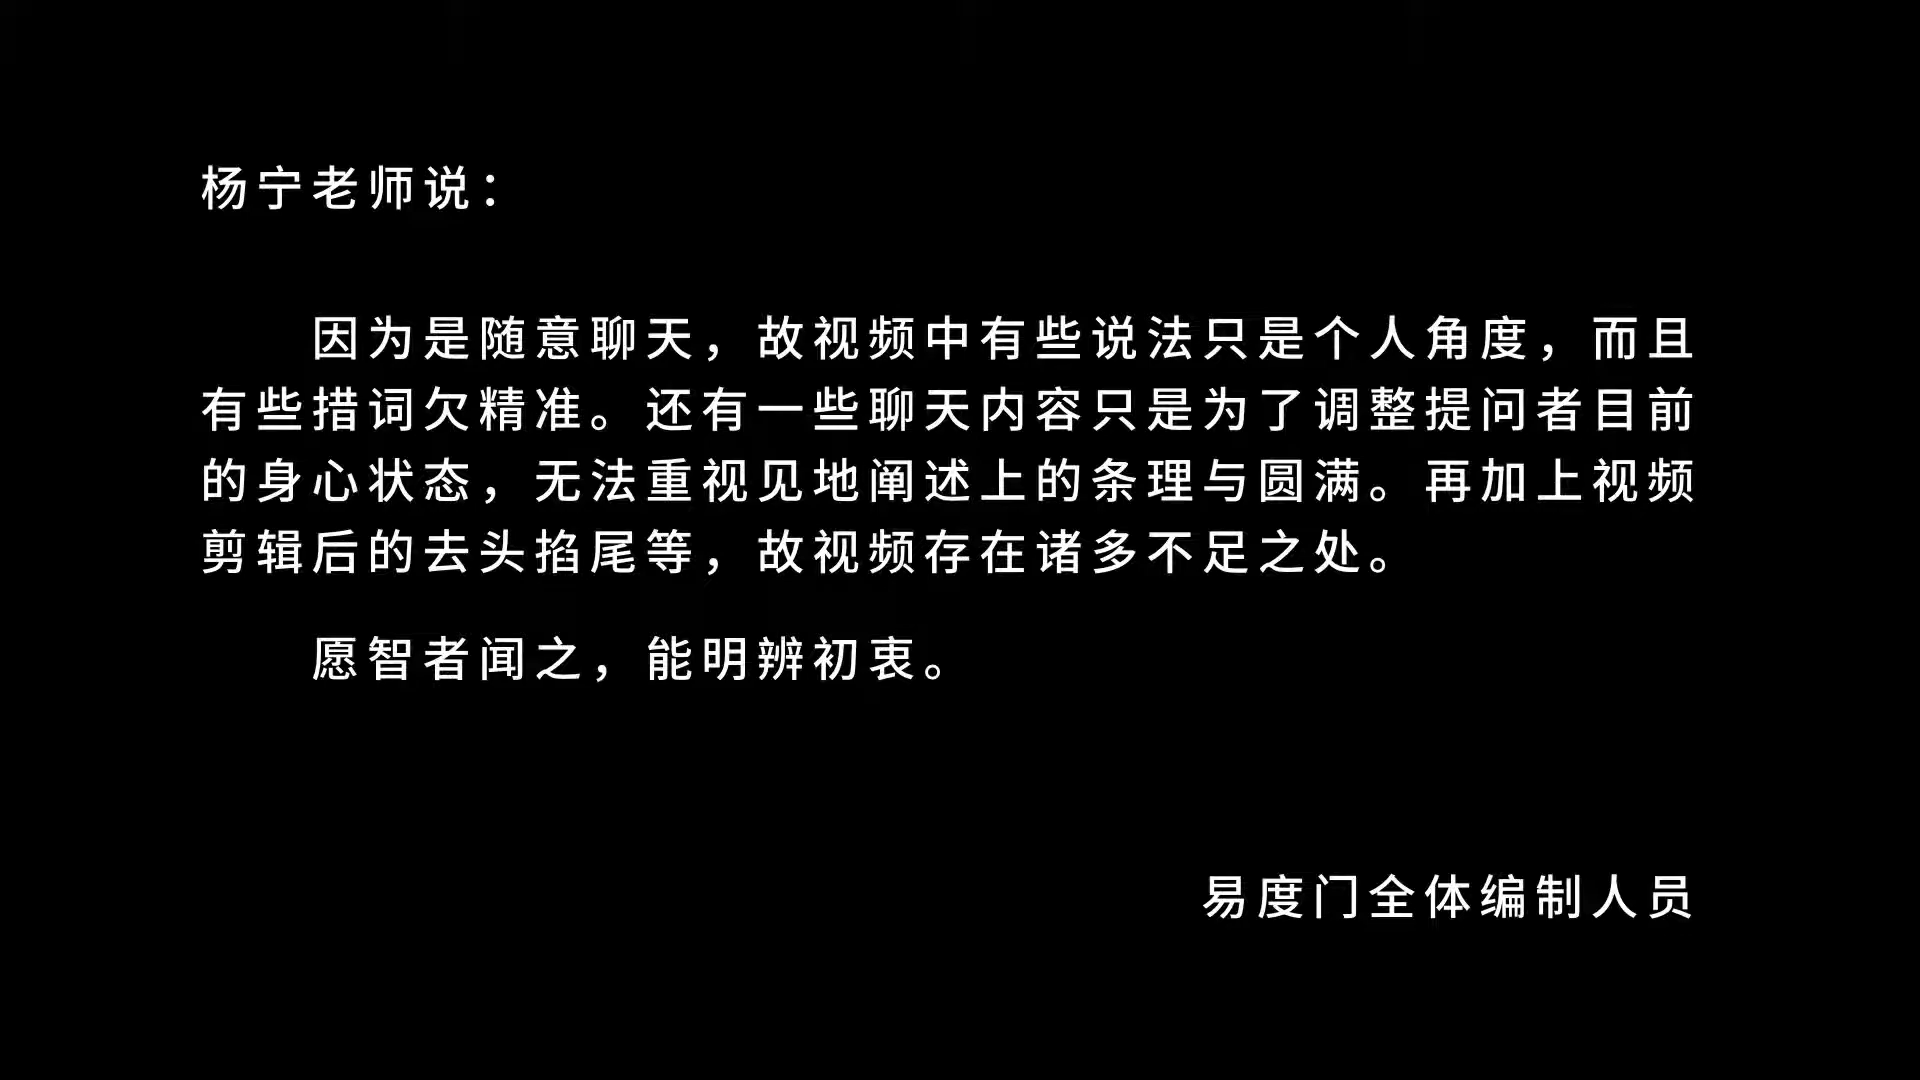 杨宁老师说：
因为是随意聊天，故视频中有些说法只是个人角度，而且
有些措词欠精准。还有一些聊天内容只是为了调整提问者目前
的身心状态，无法重视见地阐述上的条理与圆满。再加上视频
剪辑后的去头掐尾等，故视频存在诸多不足之处。
愿智者闻之，能明辨初衷。
易度门全体编制人员